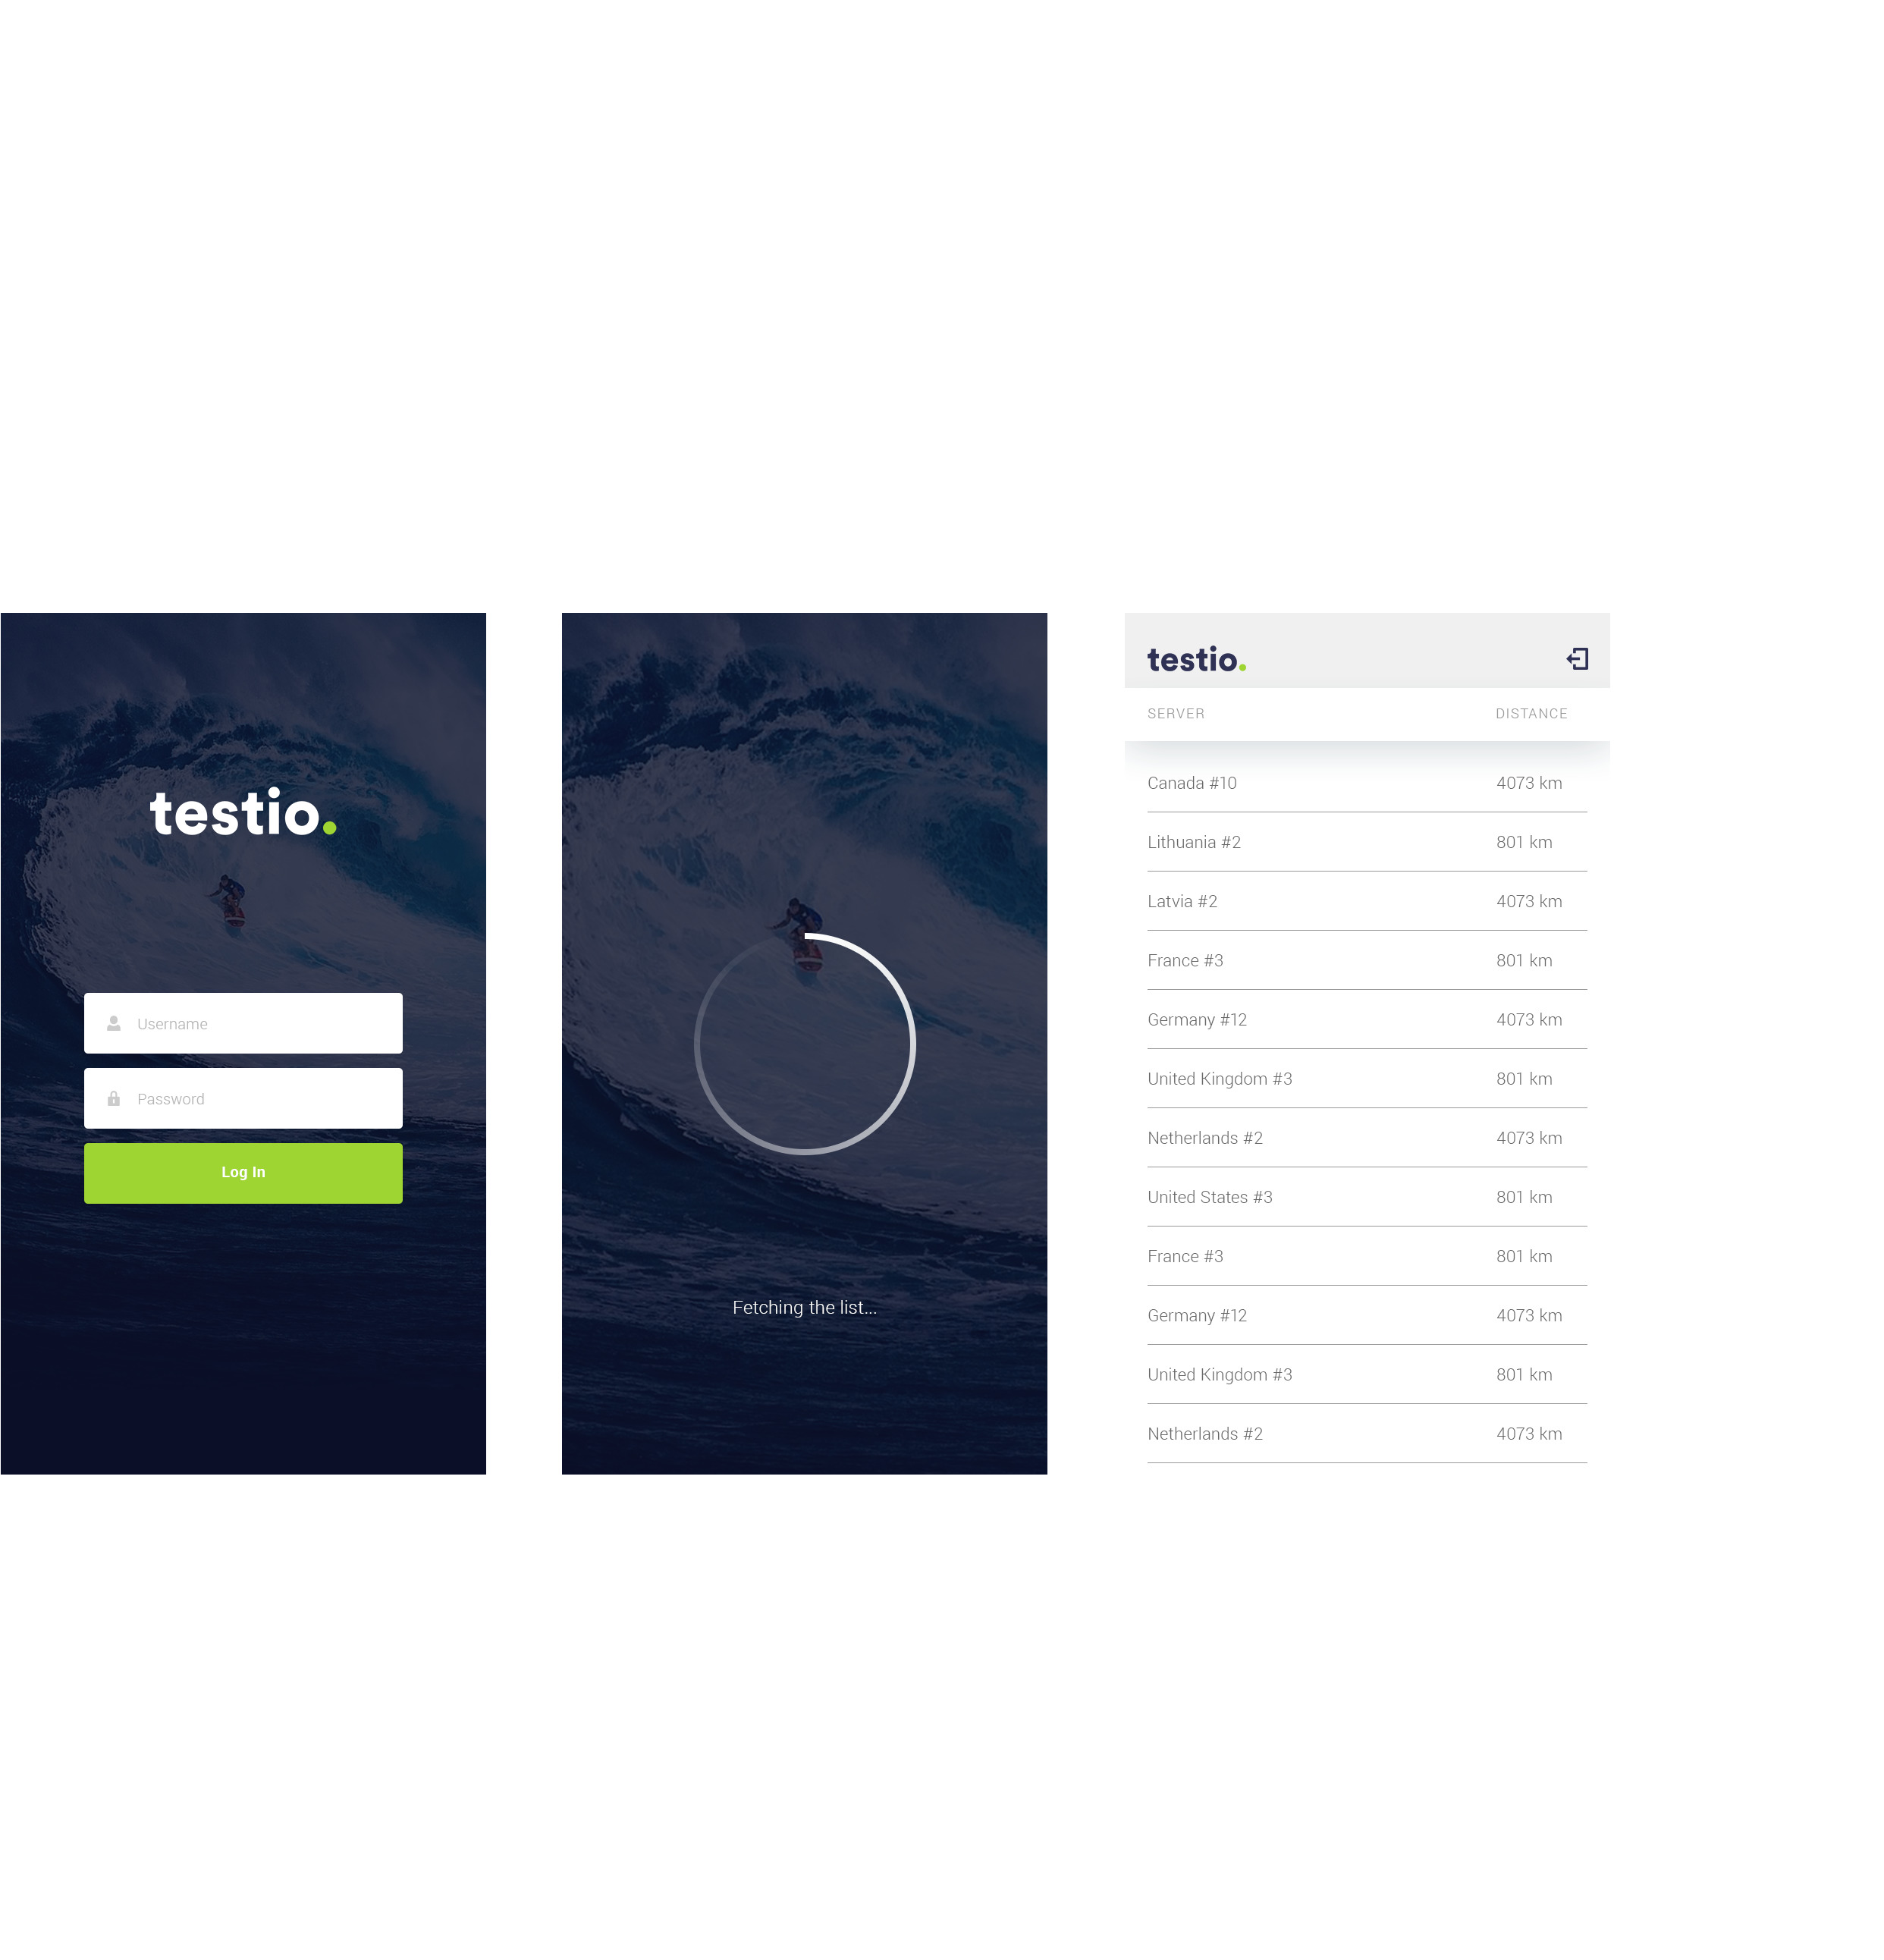 testio.
Username
Password
Log In
Fetching the list...
testio.
SERVER DISTANCE
Canada #10 4073 km
Lithuania #2 801 km
Latvia #2 4073 km
France #3 801 km
Germany #12 4073 km
United Kingdom #3 801 km
Netherlands #2 4073 km
United States #3 801 km
France #3 801 km
Germany #12 4073 km
United Kingdom #3 801 km
Netherlands #2 4073 km